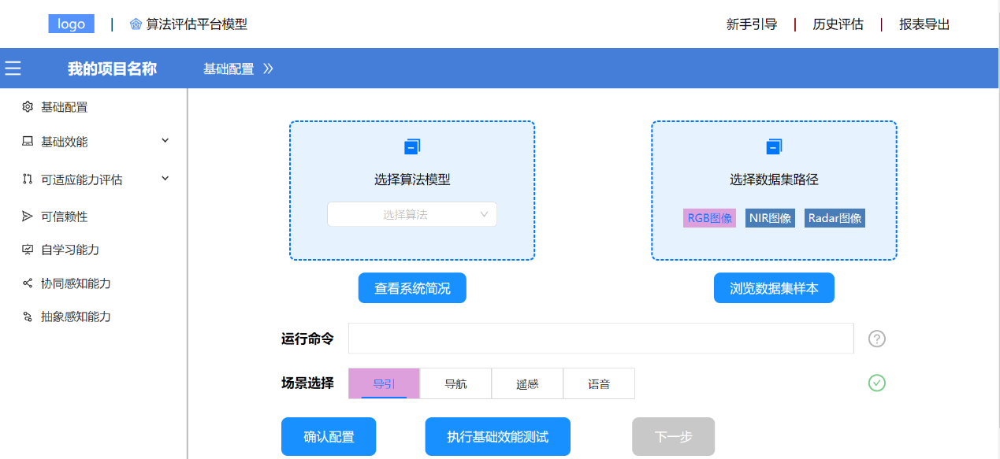 logo
算法评估平台模型
新手引导
历史评估
报表导出
我的项目名称
基础配置
基础配置
基础效能
可适应能力评估
可信赖性
自学习能力
协同感知能力
抽象感知能力
选择算法模型
选择算法
查看系统简况
选择数据集路径
RGB图像
NIR图像
Radar图像
浏览数据集样本
运行命令
场景选择
导引
导航
遥感
语音
确认配置
执行基础效能测试
下一步